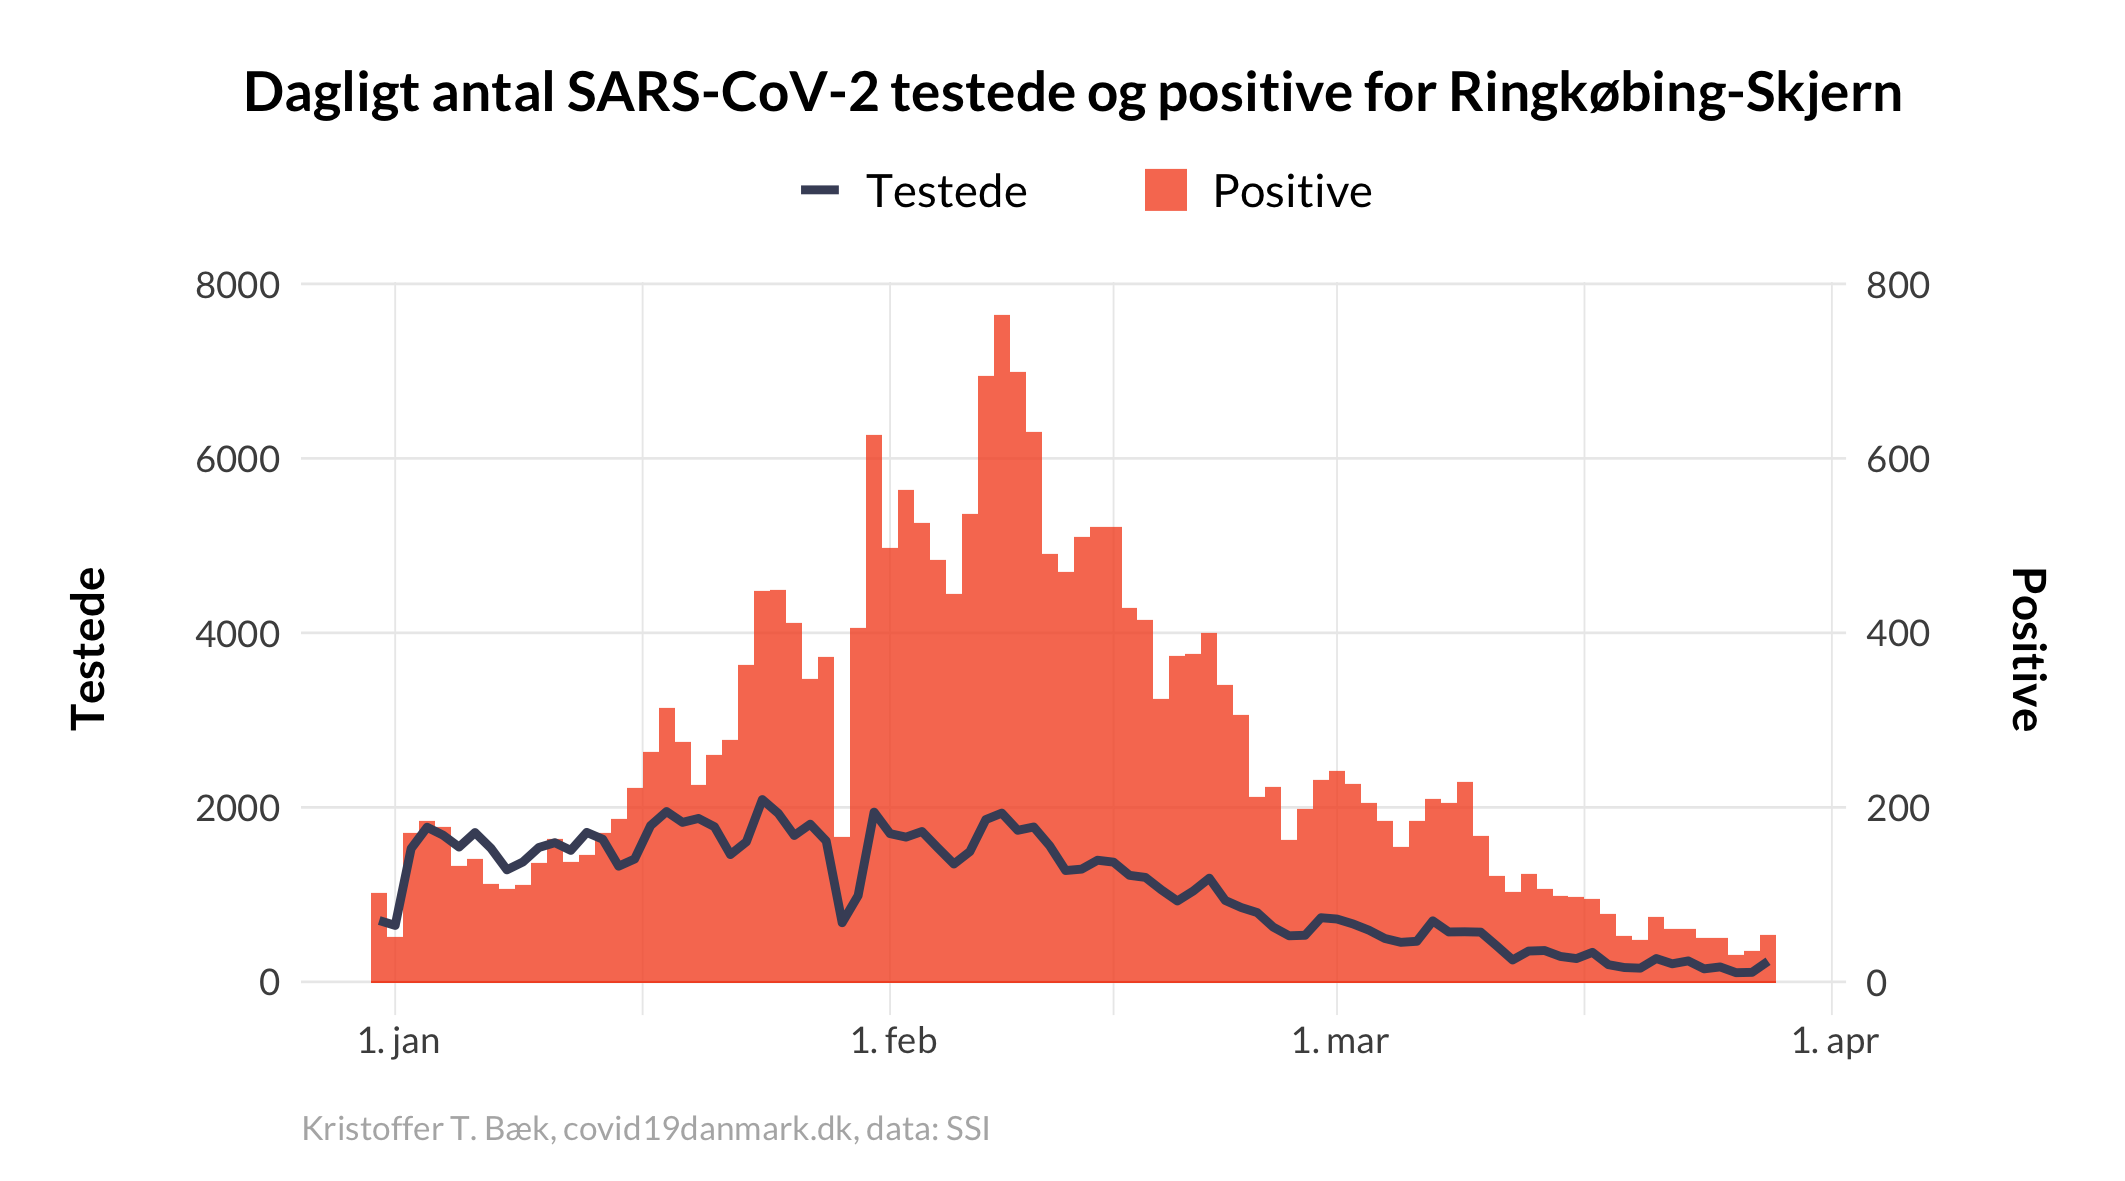 Dagligt antal SARS-CoV-2 testede og positive for Ringkøbing-Skjern
Testede Positive
8000 800
6000 600
4000 400
2000 200
0 0
Testede
Positive
1. jan 1. feb 1. mar 1. apr
Kristoffer T. Bæk, covid19danmark.dk, data: SSI